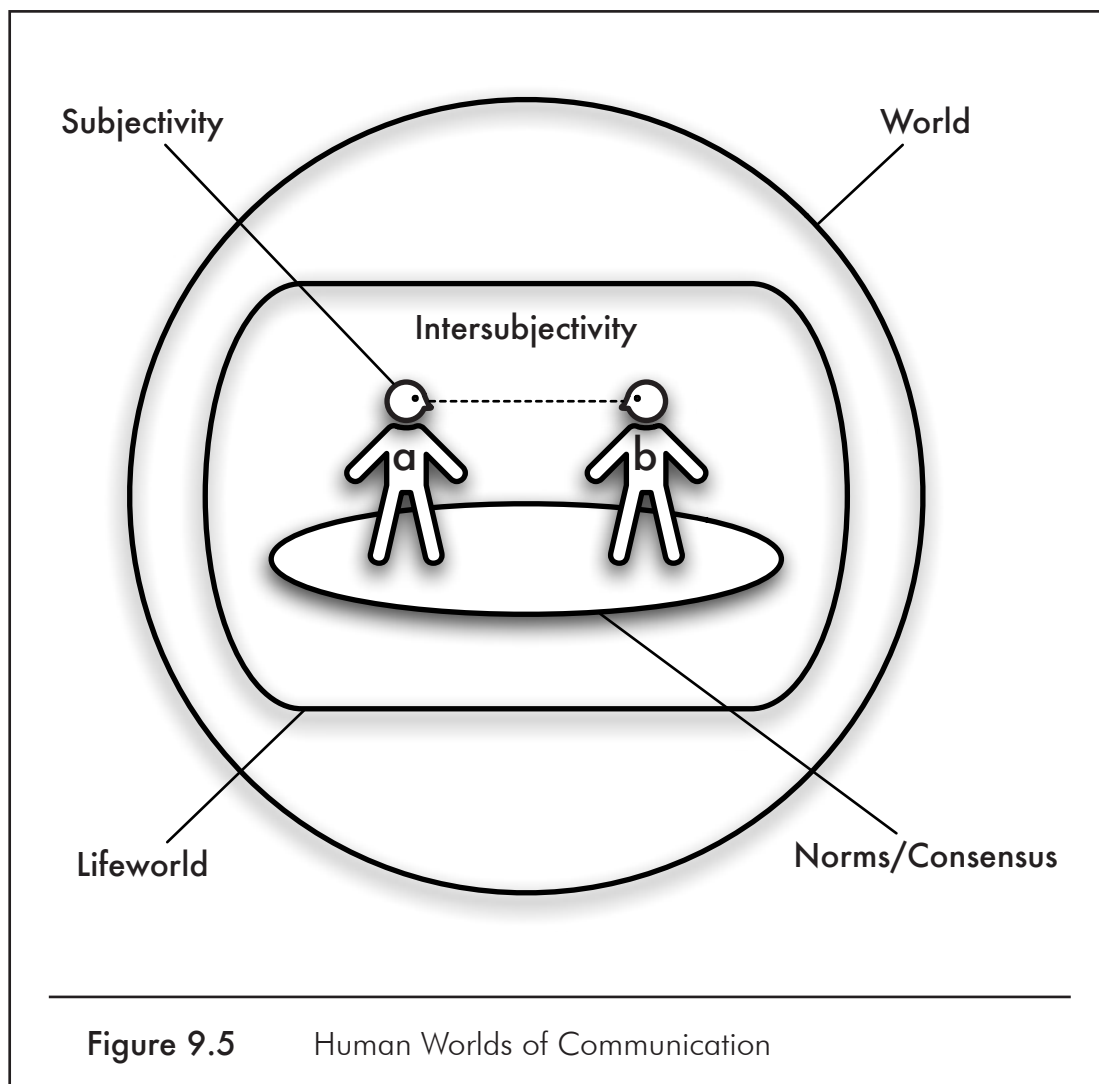 Subjectivity
World
Intersubjectivity
a
b
Lifeworld
Norms/Consensus
Figure 9.5 Human Worlds of Communication